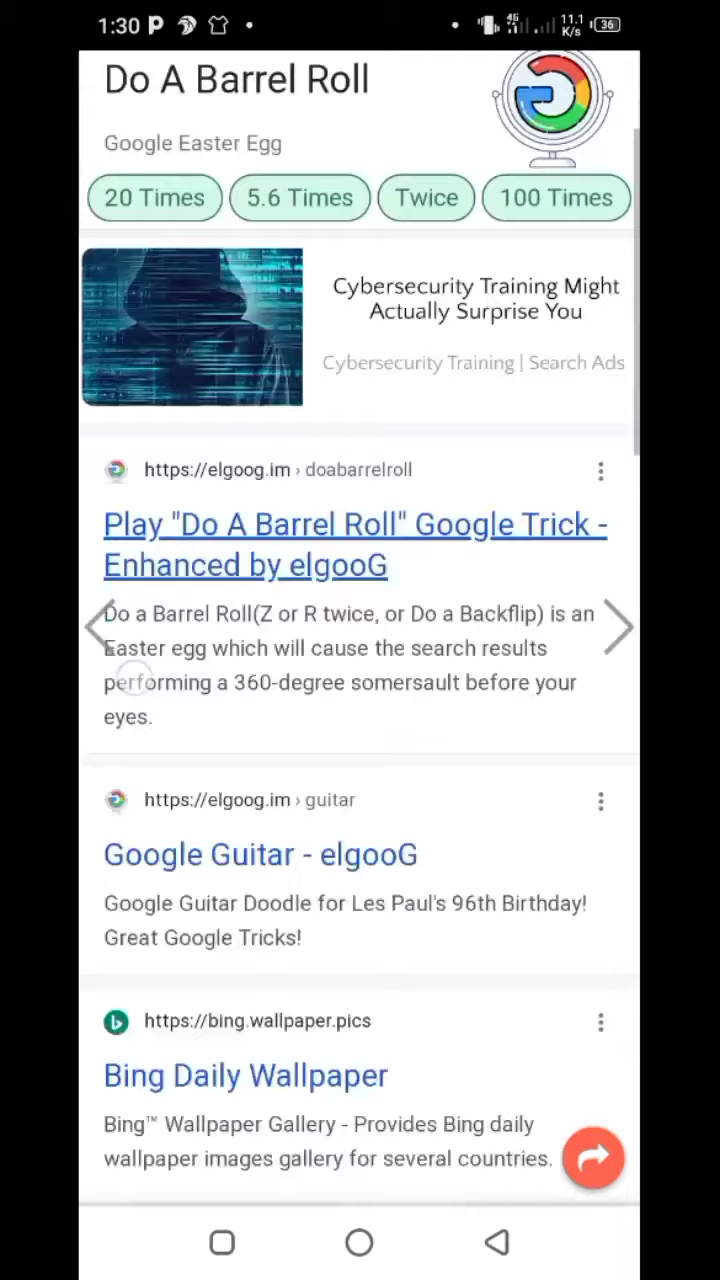 1:30
4G
11.1
K/s
36
Do A Barrel Roll
Google Easter Egg
20 Times
5.6 Times
Twice
100 Times
Cybersecurity Training Might
Actually Surprise You
Cybersecurity Training | Search Ads
https://elgoog.im › doabarrelroll
Play "Do A Barrel Roll" Google Trick -
Enhanced by elgooG
Do a Barrel Roll(Z or R twice, or Do a Backflip) is an
Easter egg which will cause the search results
performing a 360-degree somersault before your
eyes.
https://elgoog.im › guitar
Google Guitar - elgooG
Google Guitar Doodle for Les Paul's 96th Birthday!
Great Google Tricks!
https://bing.wallpaper.pics
Bing Daily Wallpaper
Bing™ Wallpaper Gallery - Provides Bing daily
wallpaper images gallery for several countries.